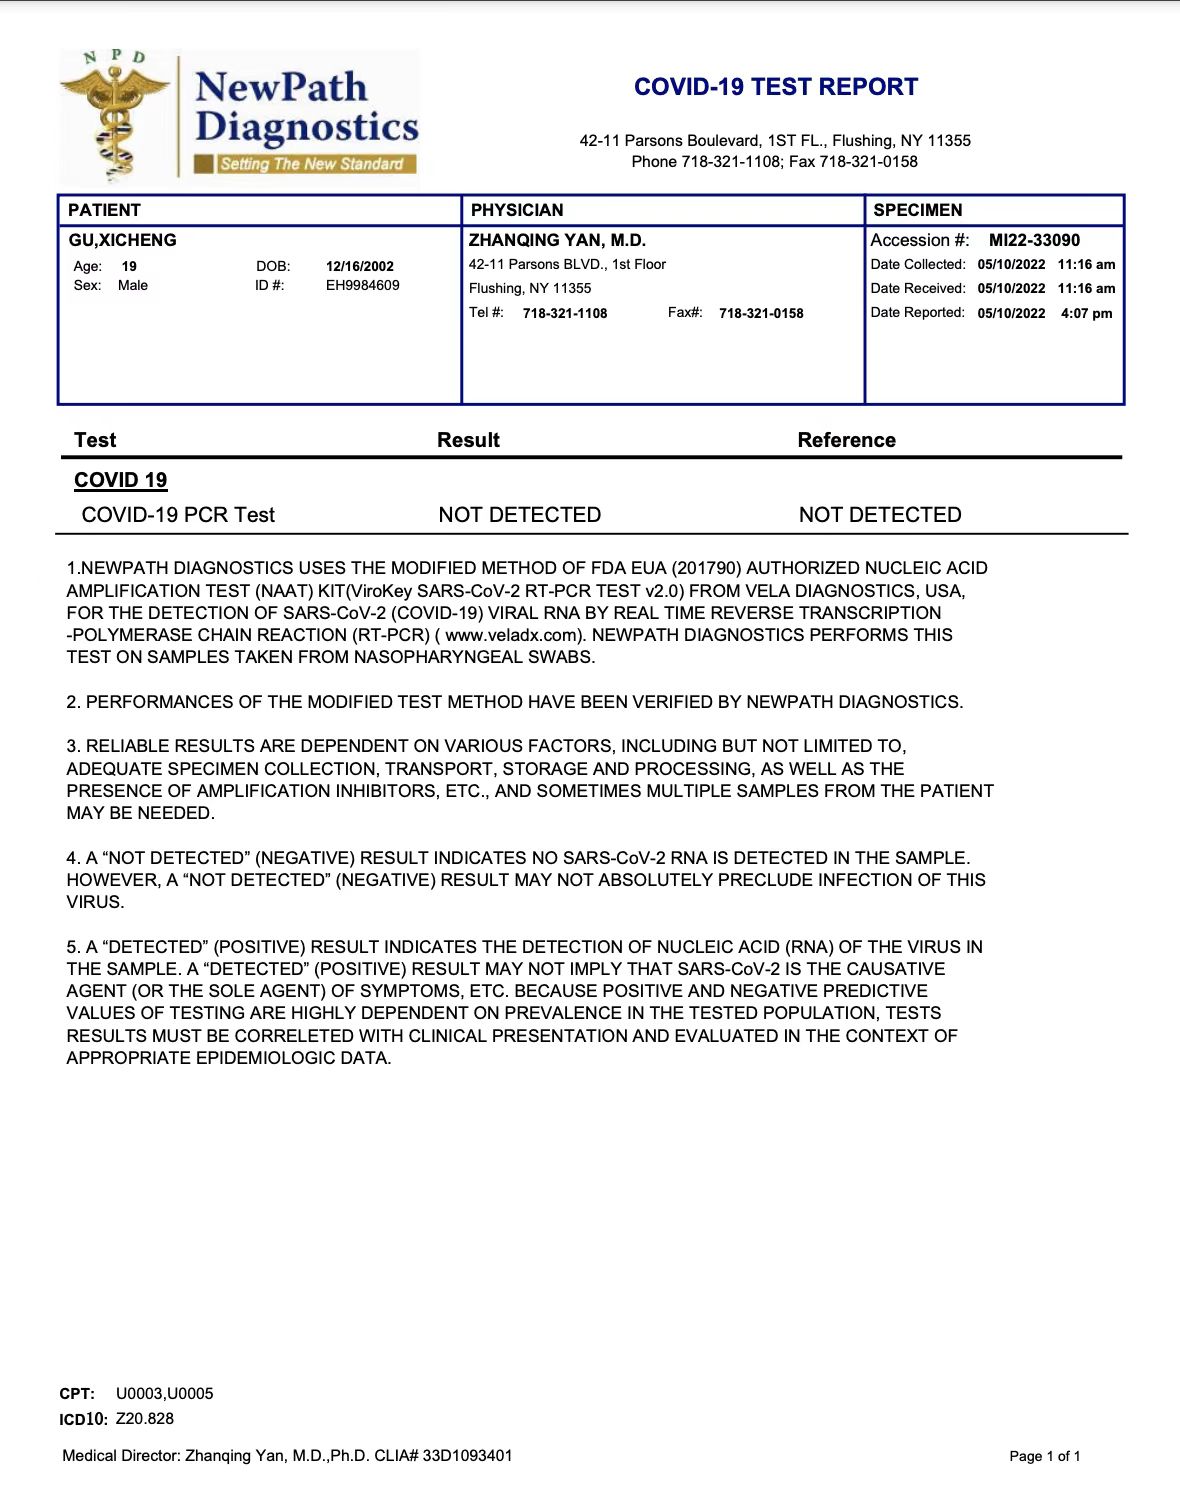 N P D
NewPath
Diagnostics
Setting The New Standard
COVID-19 TEST REPORT
42-11 Parsons Boulevard, 1ST FL., Flushing, NY 11355
Phone 718-321-1108; Fax 718-321-0158
PATIENT PHYSICIAN SPECIMEN
GU,XICHENG ZHANQING YAN, M.D. Accession #: MI22-33090
Age: 19 DOB: 12/16/2002 42-11 Parsons BLVD., 1st Floor Date Collected: 05/10/2022 11:16 am
Sex: Male ID #: EH9984609 Flushing, NY 11355 Date Received: 05/10/2022 11:16 am
Tel #: 718-321-1108 Fax#: 718-321-0158 Date Reported: 05/10/2022 4:07 pm
Test Result Reference
COVID 19
COVID-19 PCR Test NOT DETECTED NOT DETECTED
1.NEWPATH DIAGNOSTICS USES THE MODIFIED METHOD OF FDA EUA (201790) AUTHORIZED NUCLEIC ACID
AMPLIFICATION TEST (NAAT) KIT(ViroKey SARS-CoV-2 RT-PCR TEST v2.0) FROM VELA DIAGNOSTICS, USA,
FOR THE DETECTION OF SARS-CoV-2 (COVID-19) VIRAL RNA BY REAL TIME REVERSE TRANSCRIPTION
-POLYMERASE CHAIN REACTION (RT-PCR) ( www.veladx.com). NEWPATH DIAGNOSTICS PERFORMS THIS
TEST ON SAMPLES TAKEN FROM NASOPHARYNGEAL SWABS.
2. PERFORMANCES OF THE MODIFIED TEST METHOD HAVE BEEN VERIFIED BY NEWPATH DIAGNOSTICS.
3. RELIABLE RESULTS ARE DEPENDENT ON VARIOUS FACTORS, INCLUDING BUT NOT LIMITED TO,
ADEQUATE SPECIMEN COLLECTION, TRANSPORT, STORAGE AND PROCESSING, AS WELL AS THE
PRESENCE OF AMPLIFICATION INHIBITORS, ETC., AND SOMETIMES MULTIPLE SAMPLES FROM THE PATIENT
MAY BE NEEDED.
4. A “NOT DETECTED” (NEGATIVE) RESULT INDICATES NO SARS-CoV-2 RNA IS DETECTED IN THE SAMPLE.
HOWEVER, A “NOT DETECTED” (NEGATIVE) RESULT MAY NOT ABSOLUTELY PRECLUDE INFECTION OF THIS
VIRUS.
5. A “DETECTED” (POSITIVE) RESULT INDICATES THE DETECTION OF NUCLEIC ACID (RNA) OF THE VIRUS IN
THE SAMPLE. A “DETECTED” (POSITIVE) RESULT MAY NOT IMPLY THAT SARS-CoV-2 IS THE CAUSATIVE
AGENT (OR THE SOLE AGENT) OF SYMPTOMS, ETC. BECAUSE POSITIVE AND NEGATIVE PREDICTIVE
VALUES OF TESTING ARE HIGHLY DEPENDENT ON PREVALENCE IN THE TESTED POPULATION, TESTS
RESULTS MUST BE CORRELETED WITH CLINICAL PRESENTATION AND EVALUATED IN THE CONTEXT OF
APPROPRIATE EPIDEMIOLOGIC DATA.
CPT: U0003,U0005
ICD10: Z20.828
Medical Director: Zhanqing Yan, M.D.,Ph.D. CLIA# 33D1093401 Page 1 of 1